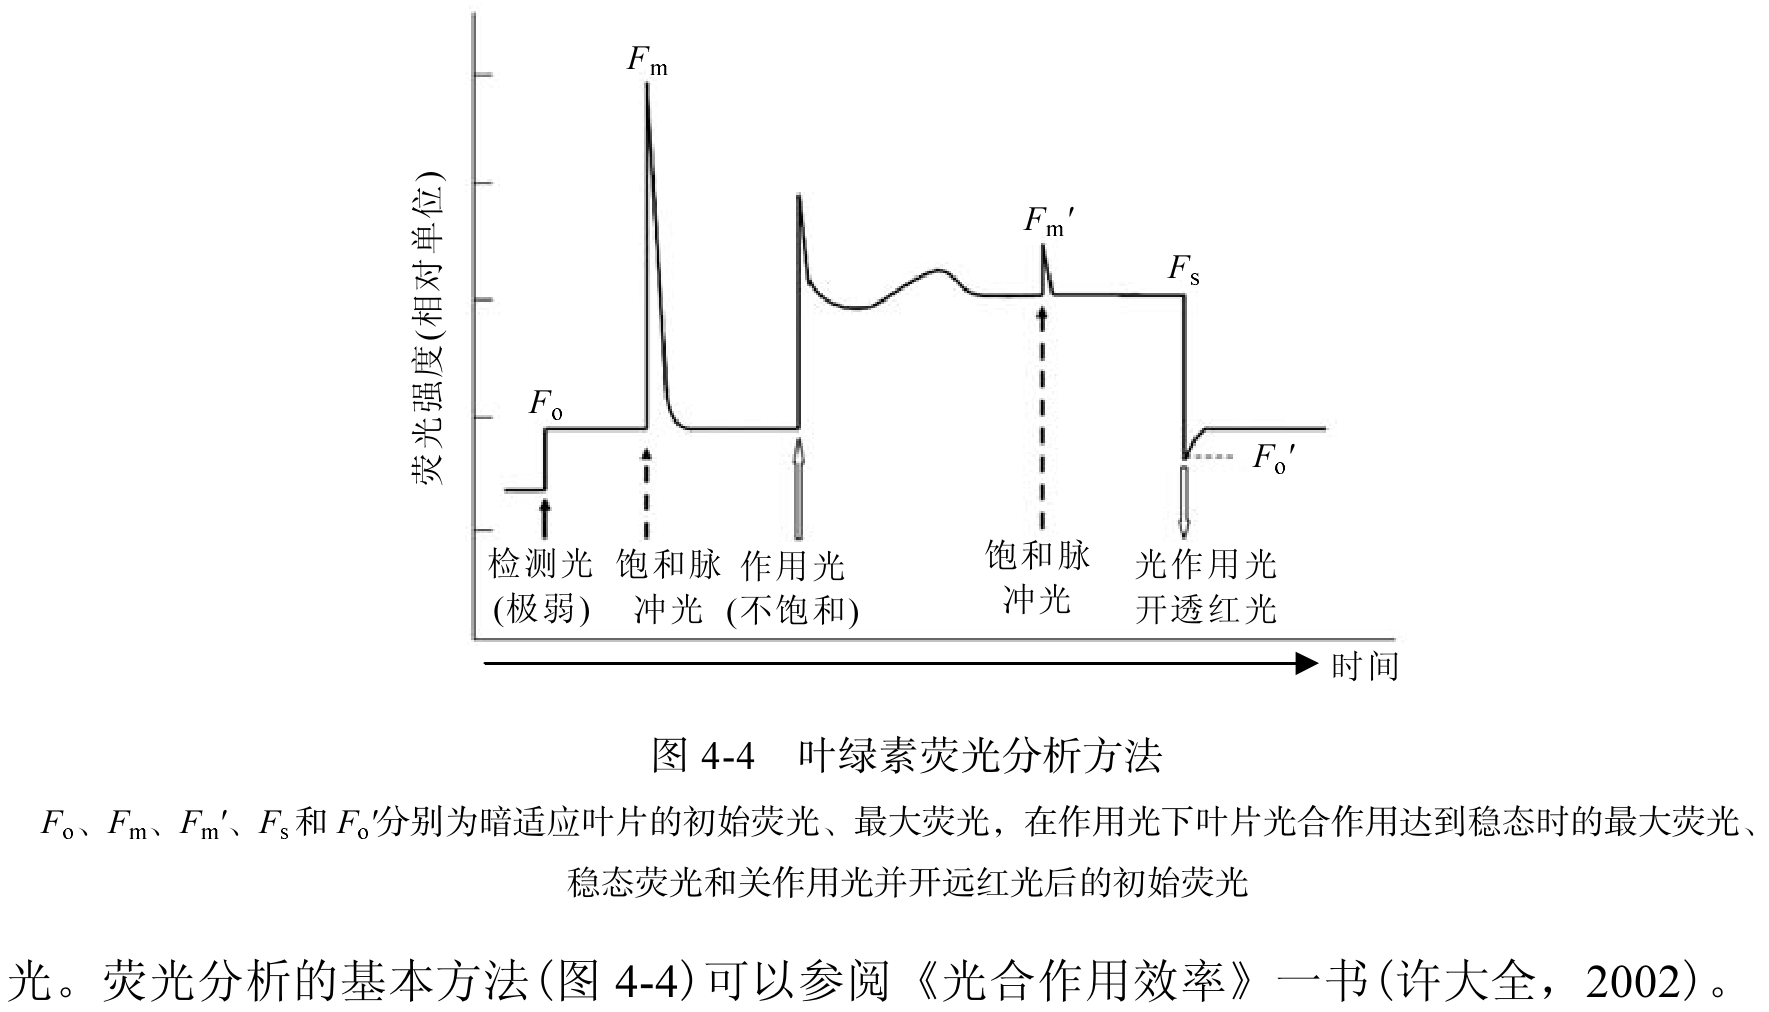 Fm
Fm′
Fs
Fo
Fo′
荧光强度(相对单位)
检测光
(极弱)
饱和脉
冲光
作用光
(不饱和)
饱和脉
冲光
光作用光
开透红光
时间
图 4-4 叶绿素荧光分析方法
Fo、Fm、Fm′、Fs和 Fo′分别为暗适应叶片的初始荧光、最大荧光，在作用光下叶片光合作用达到稳态时的最大荧光、
稳态荧光和关作用光并开远红光后的初始荧光
光。荧光分析的基本方法(图 4-4)可以参阅《光合作用效率》一书(许大全，2002)。